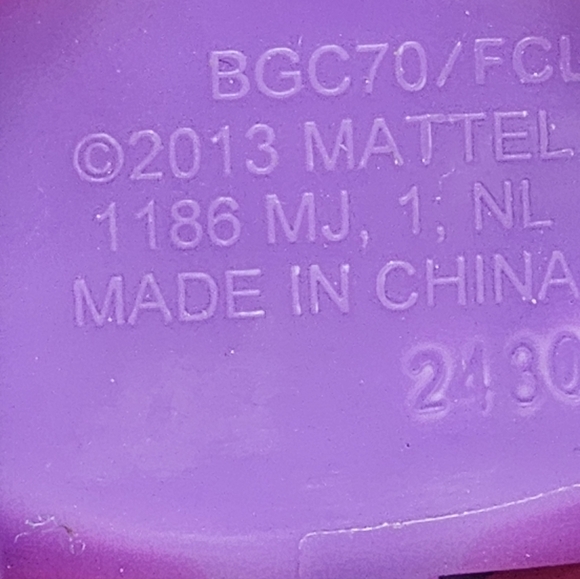 BGC70/FCL
©2013 MATTEL
1186 MJ, 1, NL
MADE IN CHINA
2430